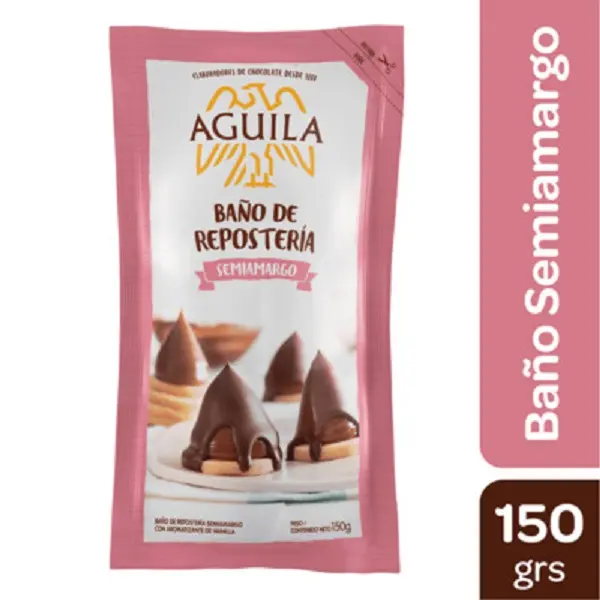 ELABORADORES DE CHOCOLATE DESDE 1880
AGUILA
BAÑO DE
REPOSTERÍA
SEMIAMARGO
BAÑO DE REPOSTERÍA SEMIAMARGO
CON AROMATIZANTE DE VAINILLA
PESO /
CONTENIDO NETO 150g
Baño Semiamargo
150
grs